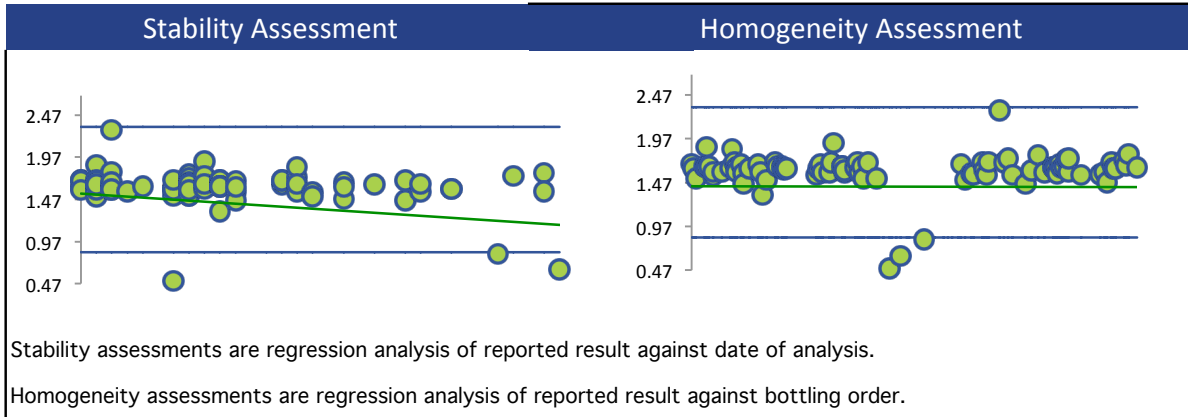 Stability Assessment
Homogeneity Assessment
2.47
1.97
1.47
0.97
0.47
2.47
1.97
1.47
0.97
0.47
Stability assessments are regression analysis of reported result against date of analysis.
Homogeneity assessments are regression analysis of reported result against bottling order.